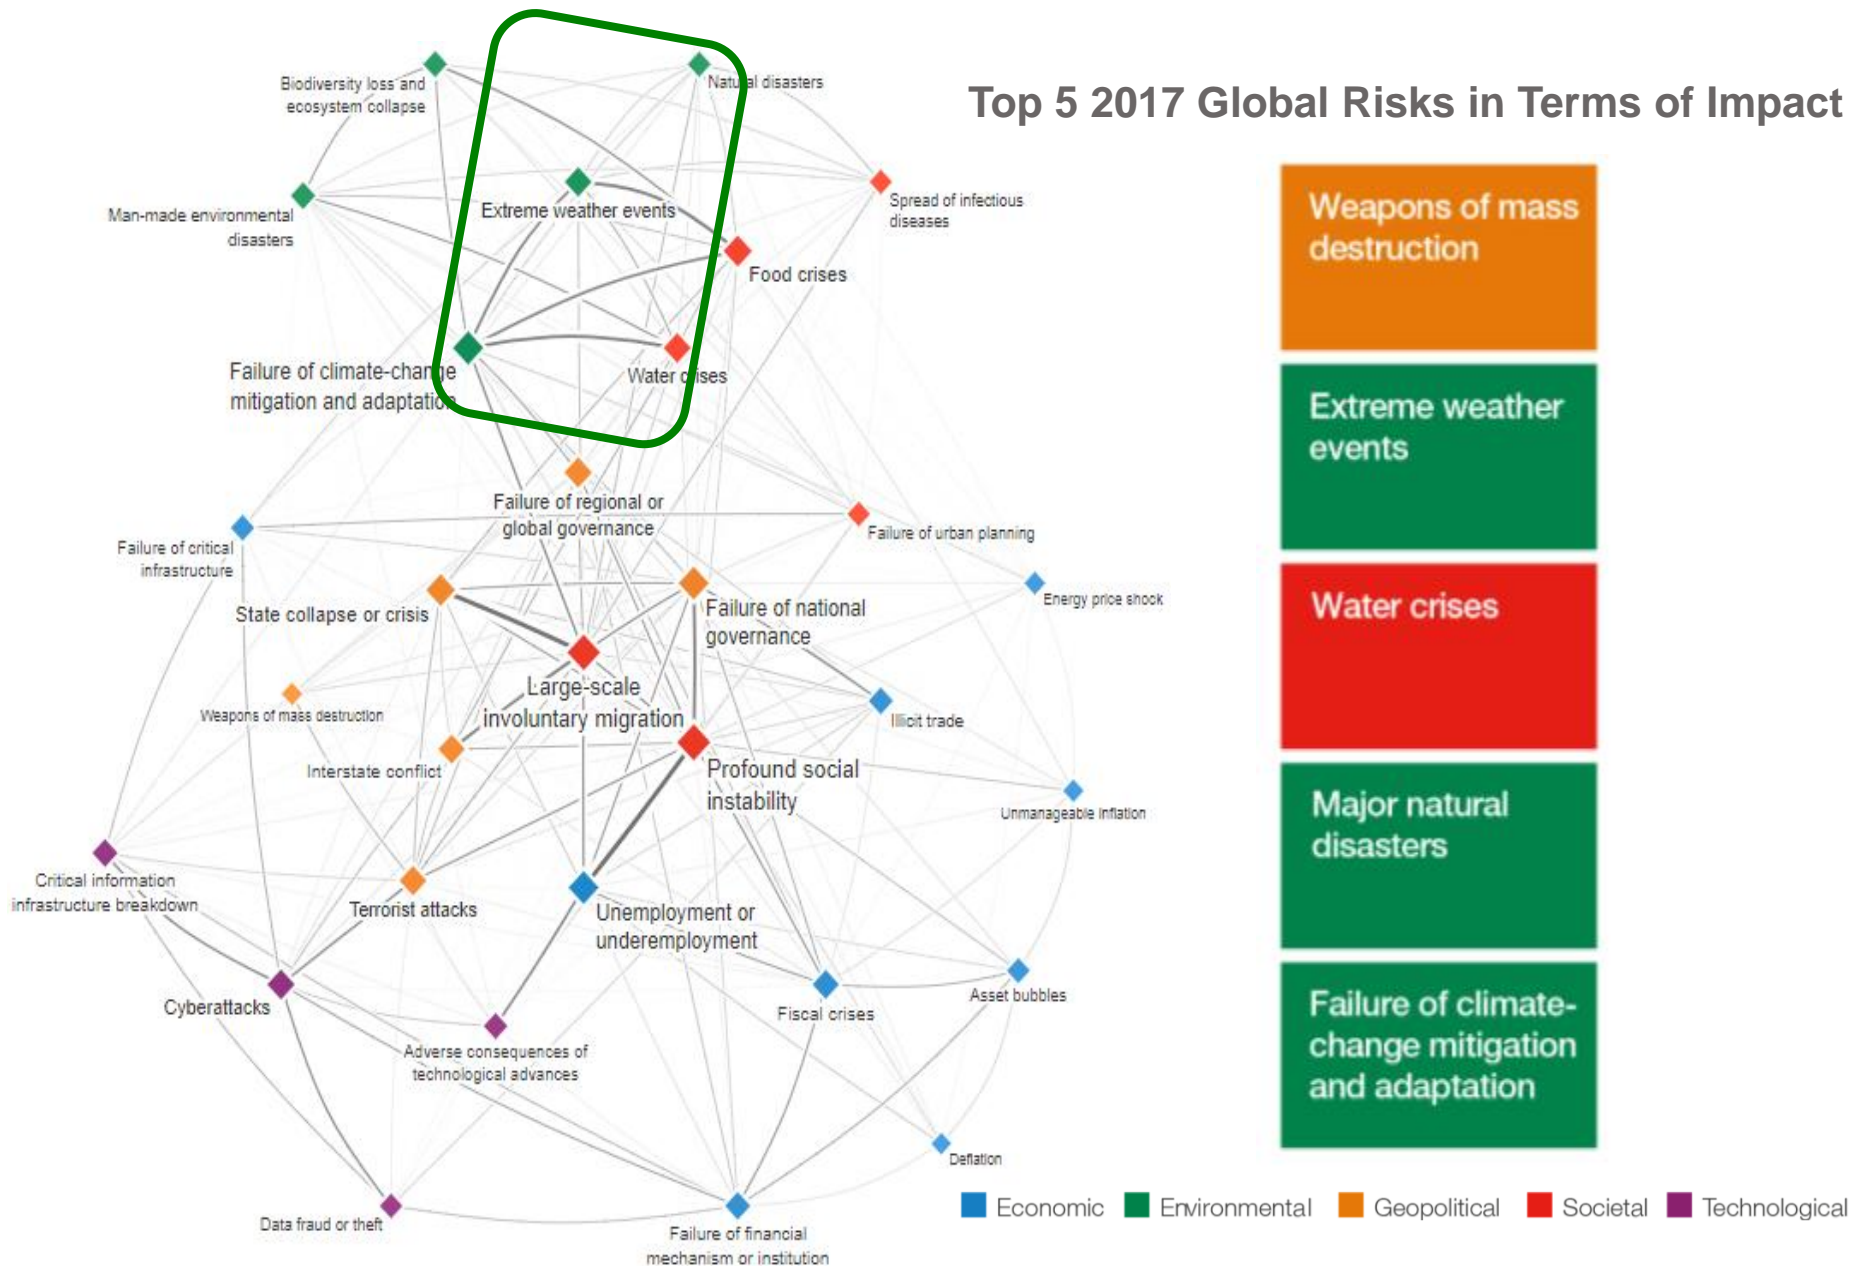 Biodiversity loss and
ecosystem collapse
Natural disasters
Top 5 2017 Global Risks in Terms of Impact
Man-made environmental
disasters
Extreme weather events
Spread of infectious
diseases
Food crises
Failure of climate-change
mitigation and adaptation
Water crises
Failure of regional or
global governance
Failure of critical
infrastructure
Failure of urban planning
State collapse or crisis
Failure of national
governance
Energy price shock
Large-scale
involuntary migration
Weapons of mass destruction
Illicit trade
Interstate conflict
Profound social
instability
Unmanageable inflation
Critical information
infrastructure breakdown
Terrorist attacks
Unemployment or
underemployment
Cyberattacks
Fiscal crises
Asset bubbles
Adverse consequences of
technological advances
Deflation
Data fraud or theft
Failure of financial
mechanism or institution
Weapons of mass
destruction
Extreme weather
events
Water crises
Major natural
disasters
Failure of climate-
change mitigation
and adaptation
Economic Environmental Geopolitical Societal Technological